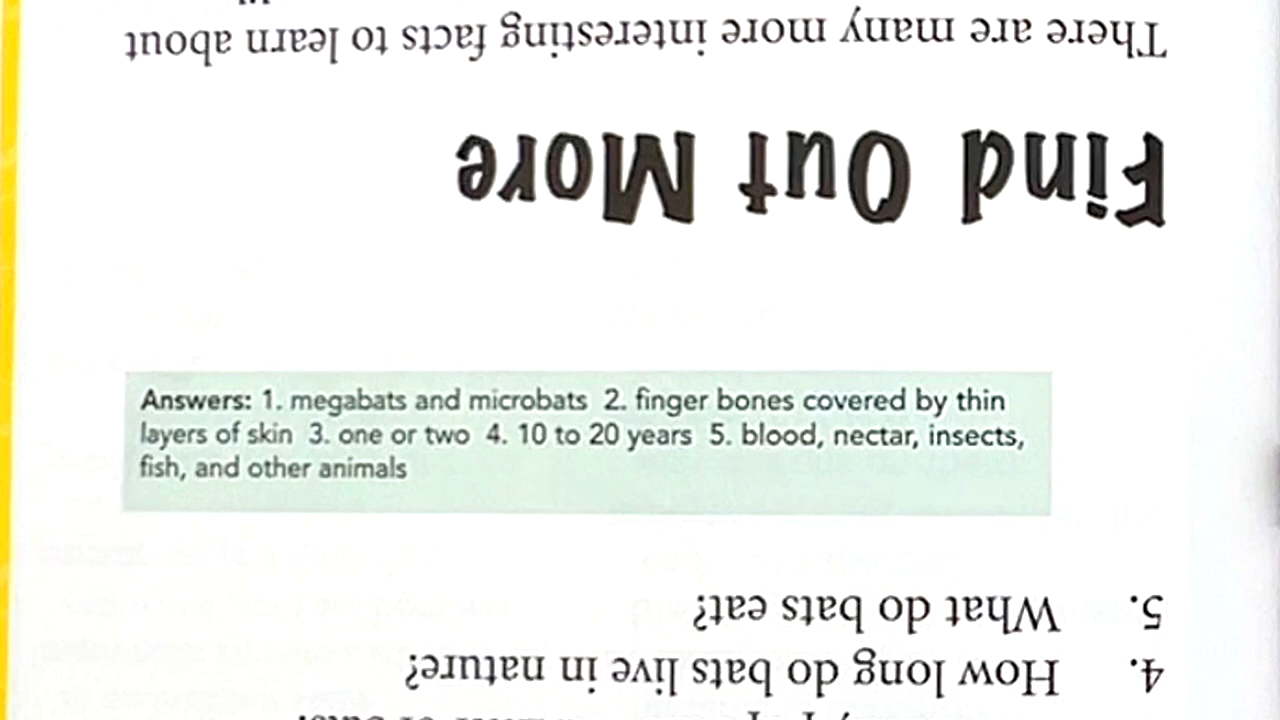 4. How long do bats live in nature?
5. What do bats eat?
Answers: 1. megabats and microbats 2. finger bones covered by thin
layers of skin 3. one or two 4. 10 to 20 years 5. blood, nectar, insects,
fish, and other animals
Find Out More
There are many more interesting facts to learn about